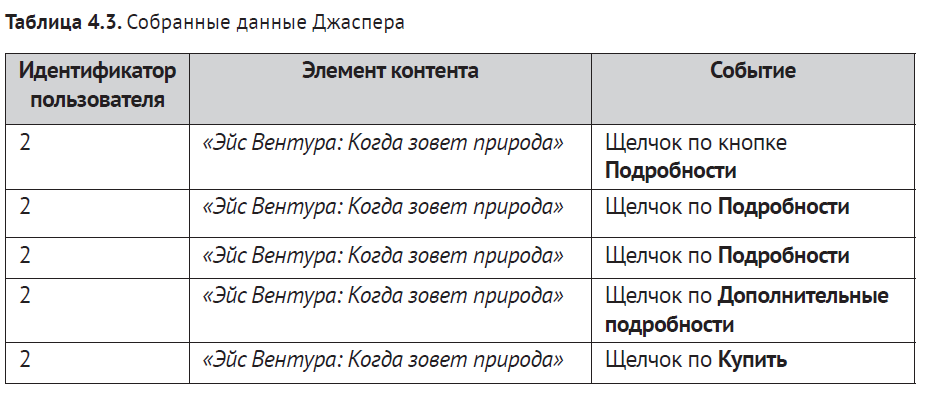 Таблица 4.3. Собранные данные Джаспера
Идентификатор
пользователя
Элемент контента
Событие
2
«Эйс Вентура: Когда зовет природа»
Щелчок по кнопке
Подробности
2
«Эйс Вентура: Когда зовет природа»
Щелчок по Подробности
2
«Эйс Вентура: Когда зовет природа»
Щелчок по Подробности
2
«Эйс Вентура: Когда зовет природа»
Щелчок по Дополнительные
подробности
2
«Эйс Вентура: Когда зовет природа»
Щелчок по Купить